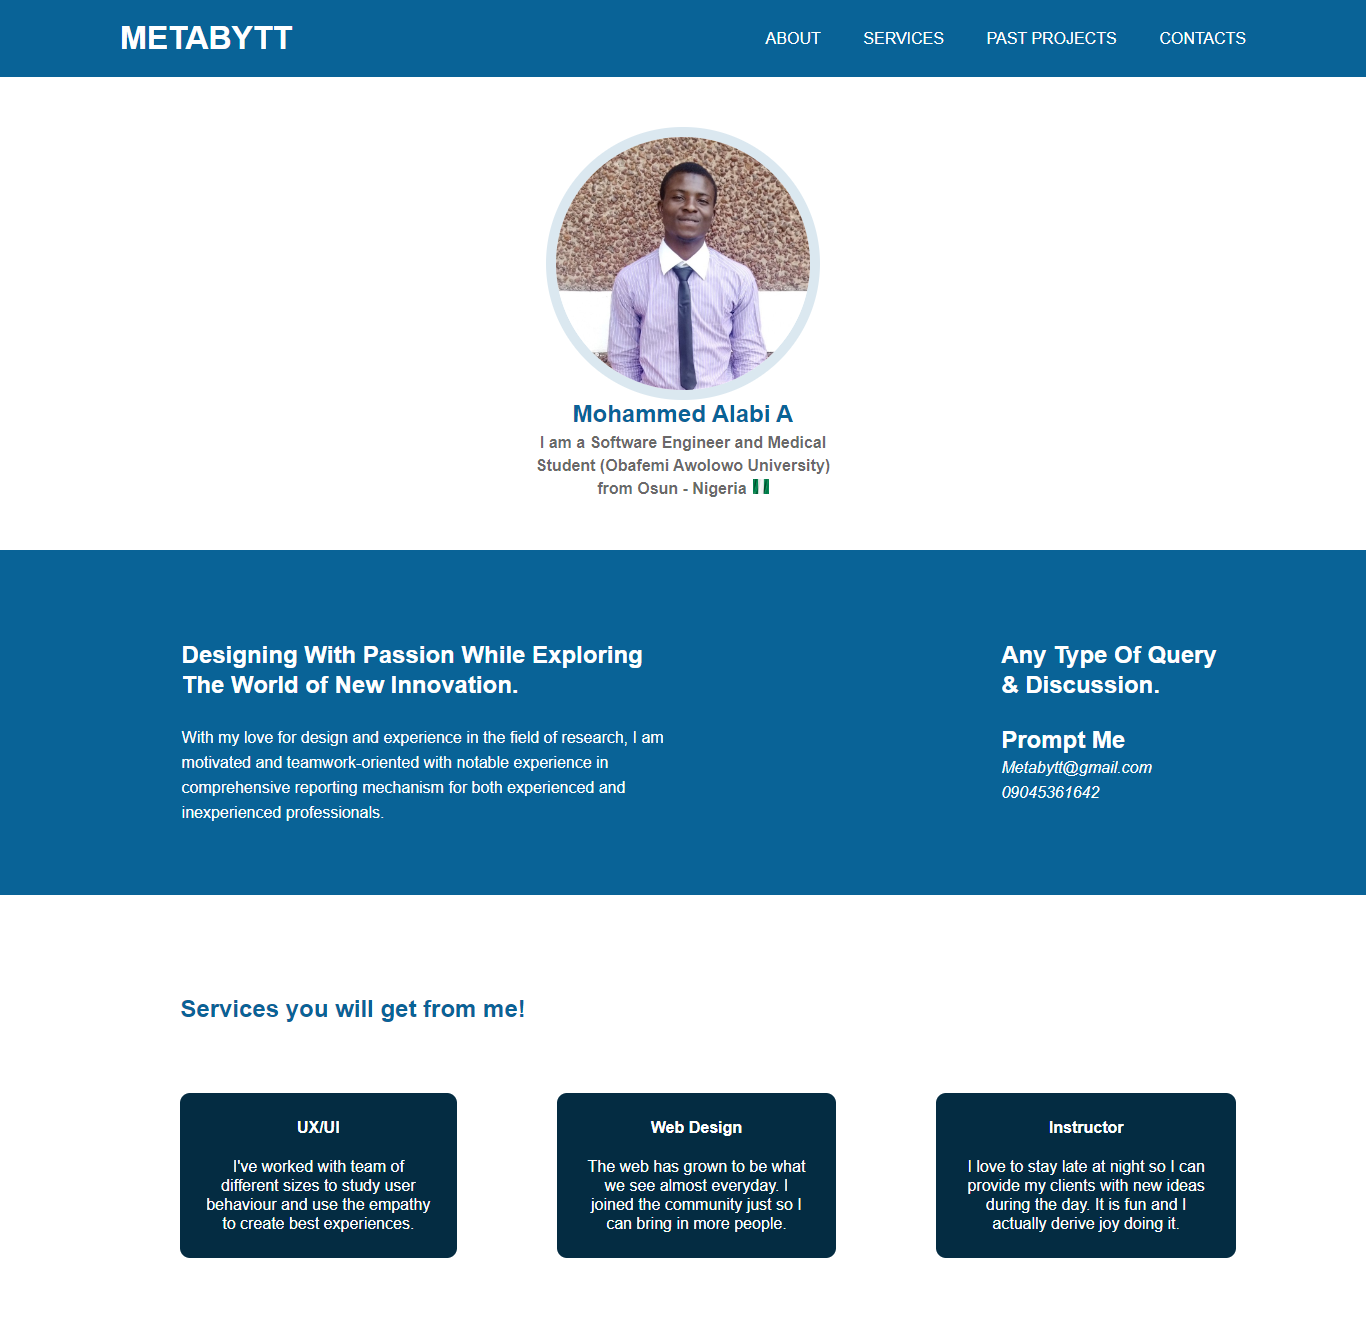 METABYTT
ABOUT SERVICES PAST PROJECTS CONTACTS
Mohammed Alabi A
I am a Software Engineer and Medical
Student (Obafemi Awolowo University)
from Osun - Nigeria
Designing With Passion While Exploring
The World of New Innovation.
With my love for design and experience in the field of research, I am
motivated and teamwork-oriented with notable experience in
comprehensive reporting mechanism for both experienced and
inexperienced professionals.
Any Type Of Query
& Discussion.
Prompt Me
Metabytt@gmail.com
09045361642
Services you will get from me!
UX/UI
I've worked with team of
different sizes to study user
behaviour and use the empathy
to create best experiences.
Web Design
The web has grown to be what
we see almost everyday. I
joined the community just so I
can bring in more people.
Instructor
I love to stay late at night so I can
provide my clients with new ideas
during the day. It is fun and I
actually derive joy doing it.